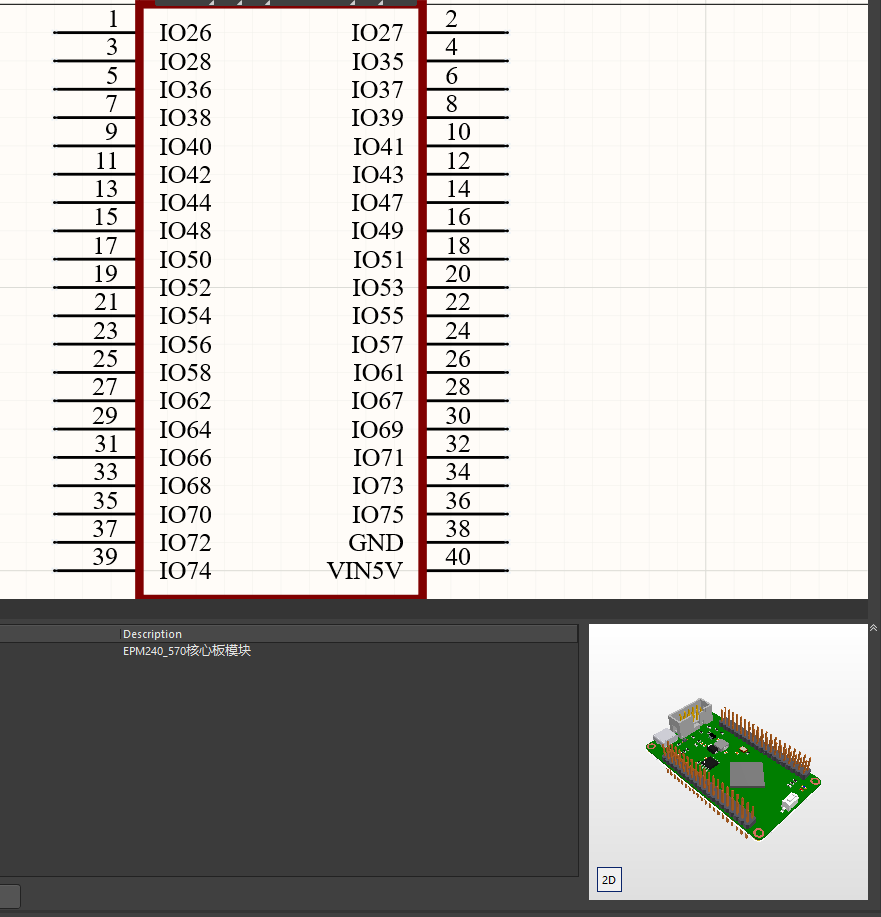 1 IO26 IO27 2
3 IO28 IO35 4
5 IO36 IO37 6
7 IO38 IO39 8
9 IO40 IO41 10
11 IO42 IO43 12
13 IO44 IO47 14
15 IO48 IO49 16
17 IO50 IO51 18
19 IO52 IO53 20
21 IO54 IO55 22
23 IO56 IO57 24
25 IO58 IO61 26
27 IO62 IO67 28
29 IO64 IO69 30
31 IO66 IO71 32
33 IO68 IO73 34
35 IO70 IO75 36
37 IO72 GND 38
39 IO74 VIN5V 40
Description
EPM240_570核心板模块
2D